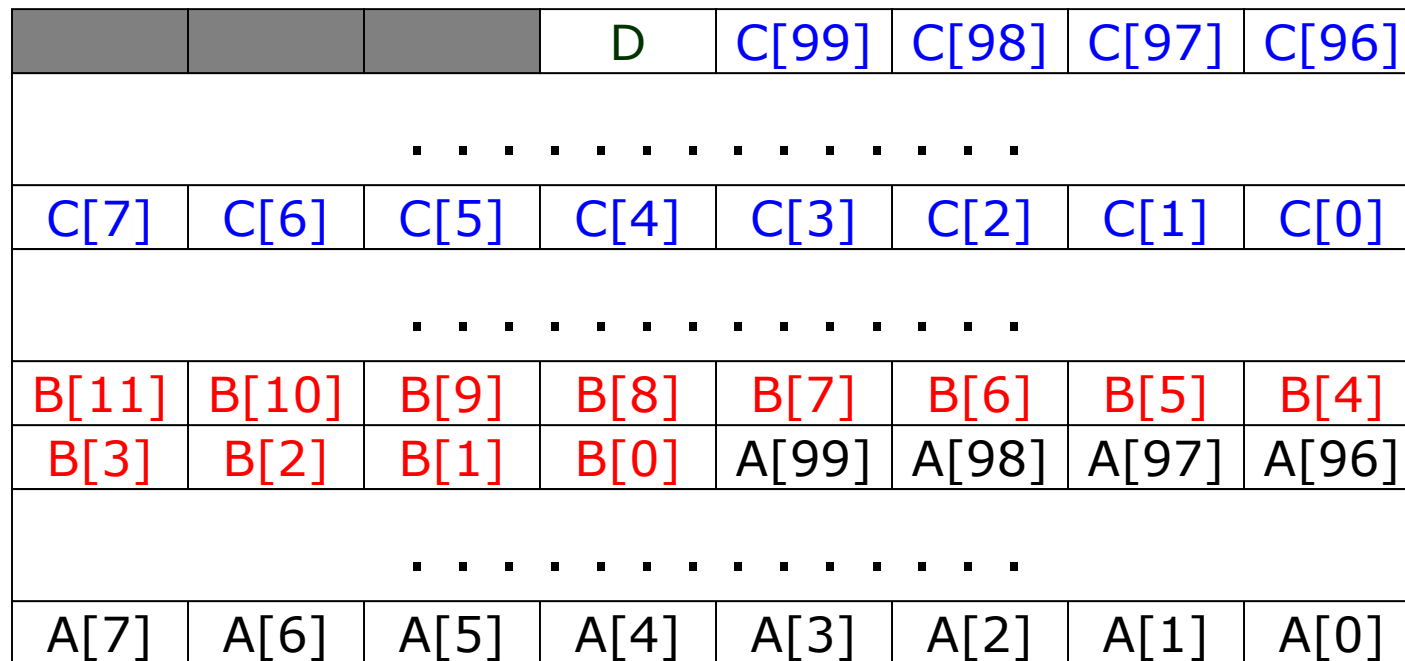 D C[99] C[98] C[97] C[96]
. . . . . . . . . . . . . .
C[7] C[6] C[5] C[4] C[3] C[2] C[1] C[0]
. . . . . . . . . . . . . .
B[11] B[10] B[9] B[8] B[7] B[6] B[5] B[4]
B[3] B[2] B[1] B[0] A[99] A[98] A[97] A[96]
. . . . . . . . . . . . . .
A[7] A[6] A[5] A[4] A[3] A[2] A[1] A[0]